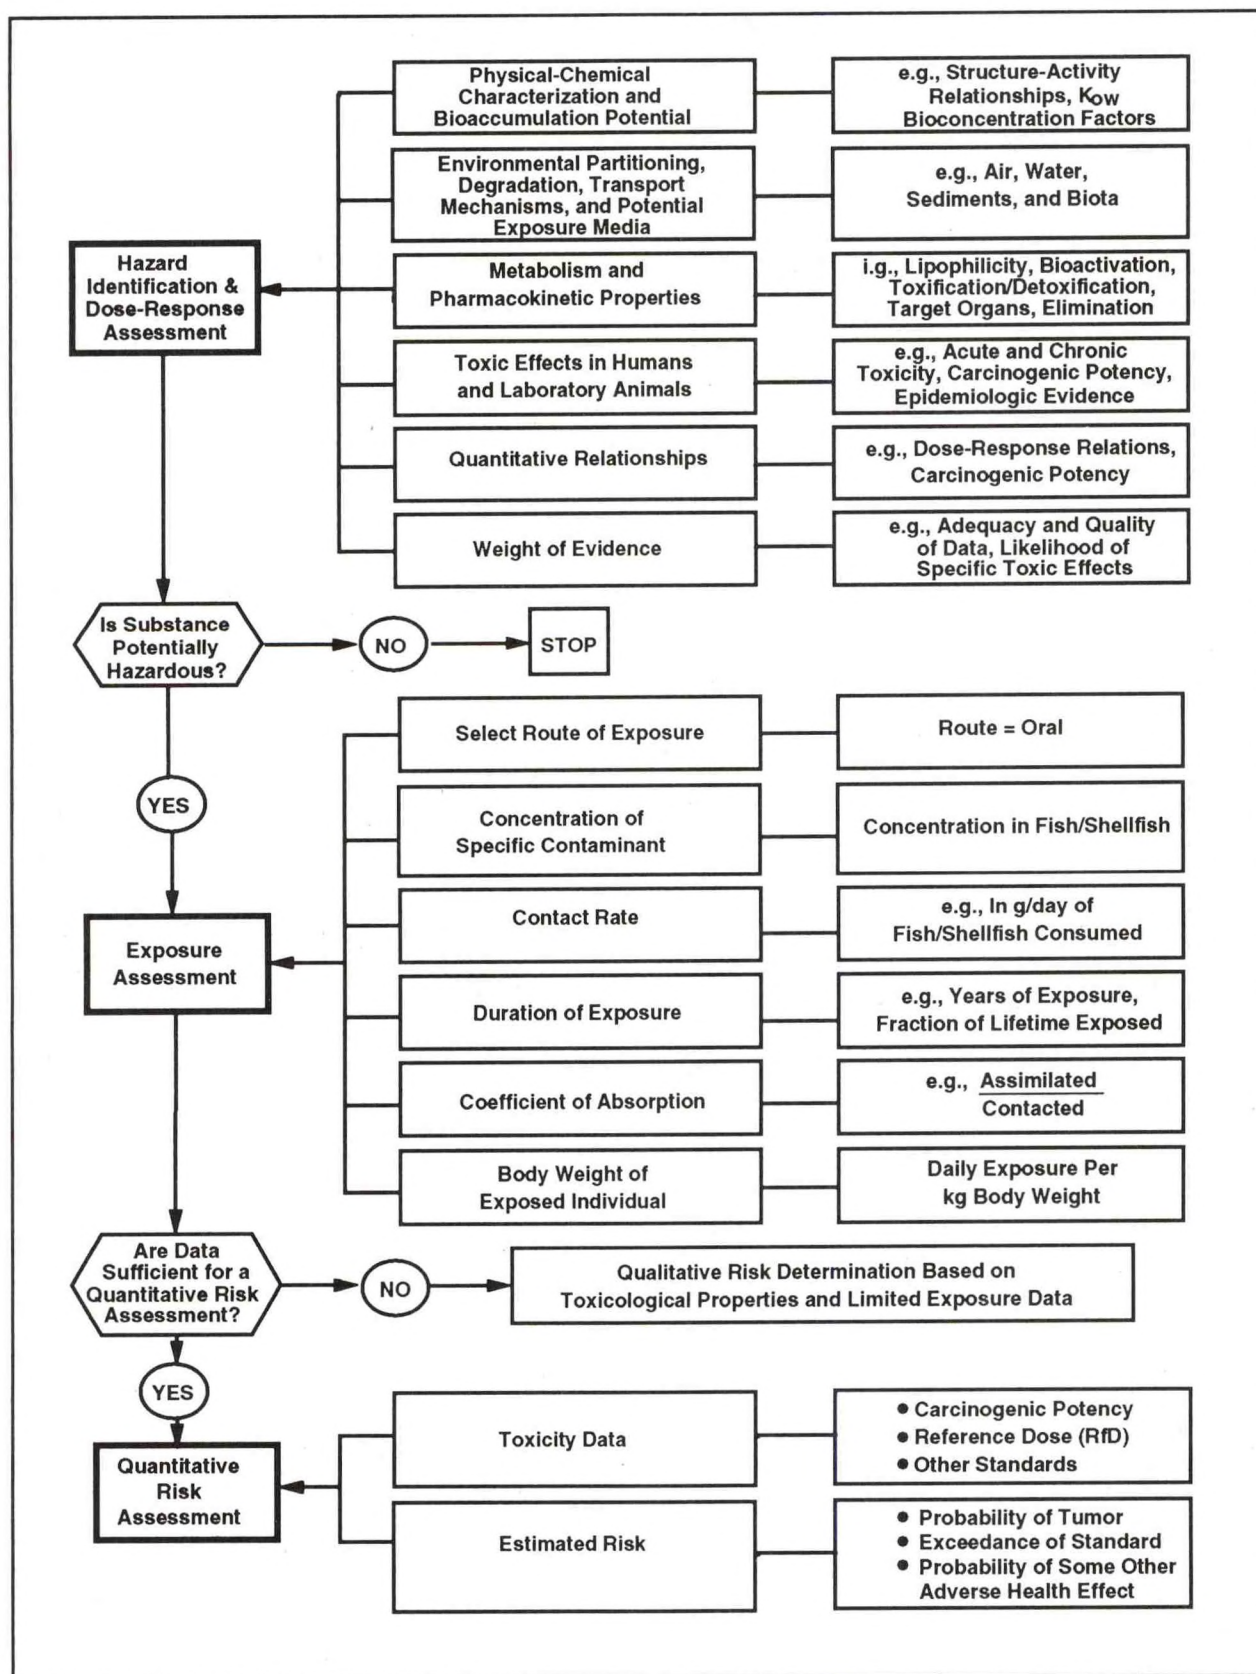 Physical-Chemical
Characterization and
Bioaccumulation Potential
e.g., Structure-Activity
Relationships, Kow
Bioconcentration Factors
Environmental Partitioning,
Degradation, Transport
Mechanisms, and Potential
Exposure Media
e.g., Air, Water,
Sediments, and Biota
Hazard
Identification &
Dose-Response
Assessment
Metabolism and
Pharmacokinetic Properties
i.g., Lipophilicity, Bioactivation,
Toxification/Detoxification,
Target Organs, Elimination
Toxic Effects in Humans
and Laboratory Animals
e.g., Acute and Chronic
Toxicity, Carcinogenic Potency,
Epidemiologic Evidence
Quantitative Relationships
e.g., Dose-Response Relations,
Carcinogenic Potency
Weight of Evidence
e.g., Adequacy and Quality
of Data, Likelihood of
Specific Toxic Effects
Is Substance
Potentially
Hazardous?
NO
STOP
YES
Select Route of Exposure
Route = Oral
Concentration of
Specific Contaminant
Concentration in Fish/Shellfish
Contact Rate
e.g., In g/day of
Fish/Shellfish Consumed
Exposure
Assessment
Duration of Exposure
e.g., Years of Exposure,
Fraction of Lifetime Exposed
Coefficient of Absorption
e.g., Assimilated
Contacted
Body Weight of
Exposed Individual
Daily Exposure Per
kg Body Weight
Are Data
Sufficient for a
Quantitative Risk
Assessment?
NO
Qualitative Risk Determination Based on
Toxicological Properties and Limited Exposure Data
YES
Quantitative
Risk
Assessment
Toxicity Data
● Carcinogenic Potency
● Reference Dose (RfD)
● Other Standards
Estimated Risk
● Probability of Tumor
● Exceedance of Standard
● Probability of Some Other
Adverse Health Effect